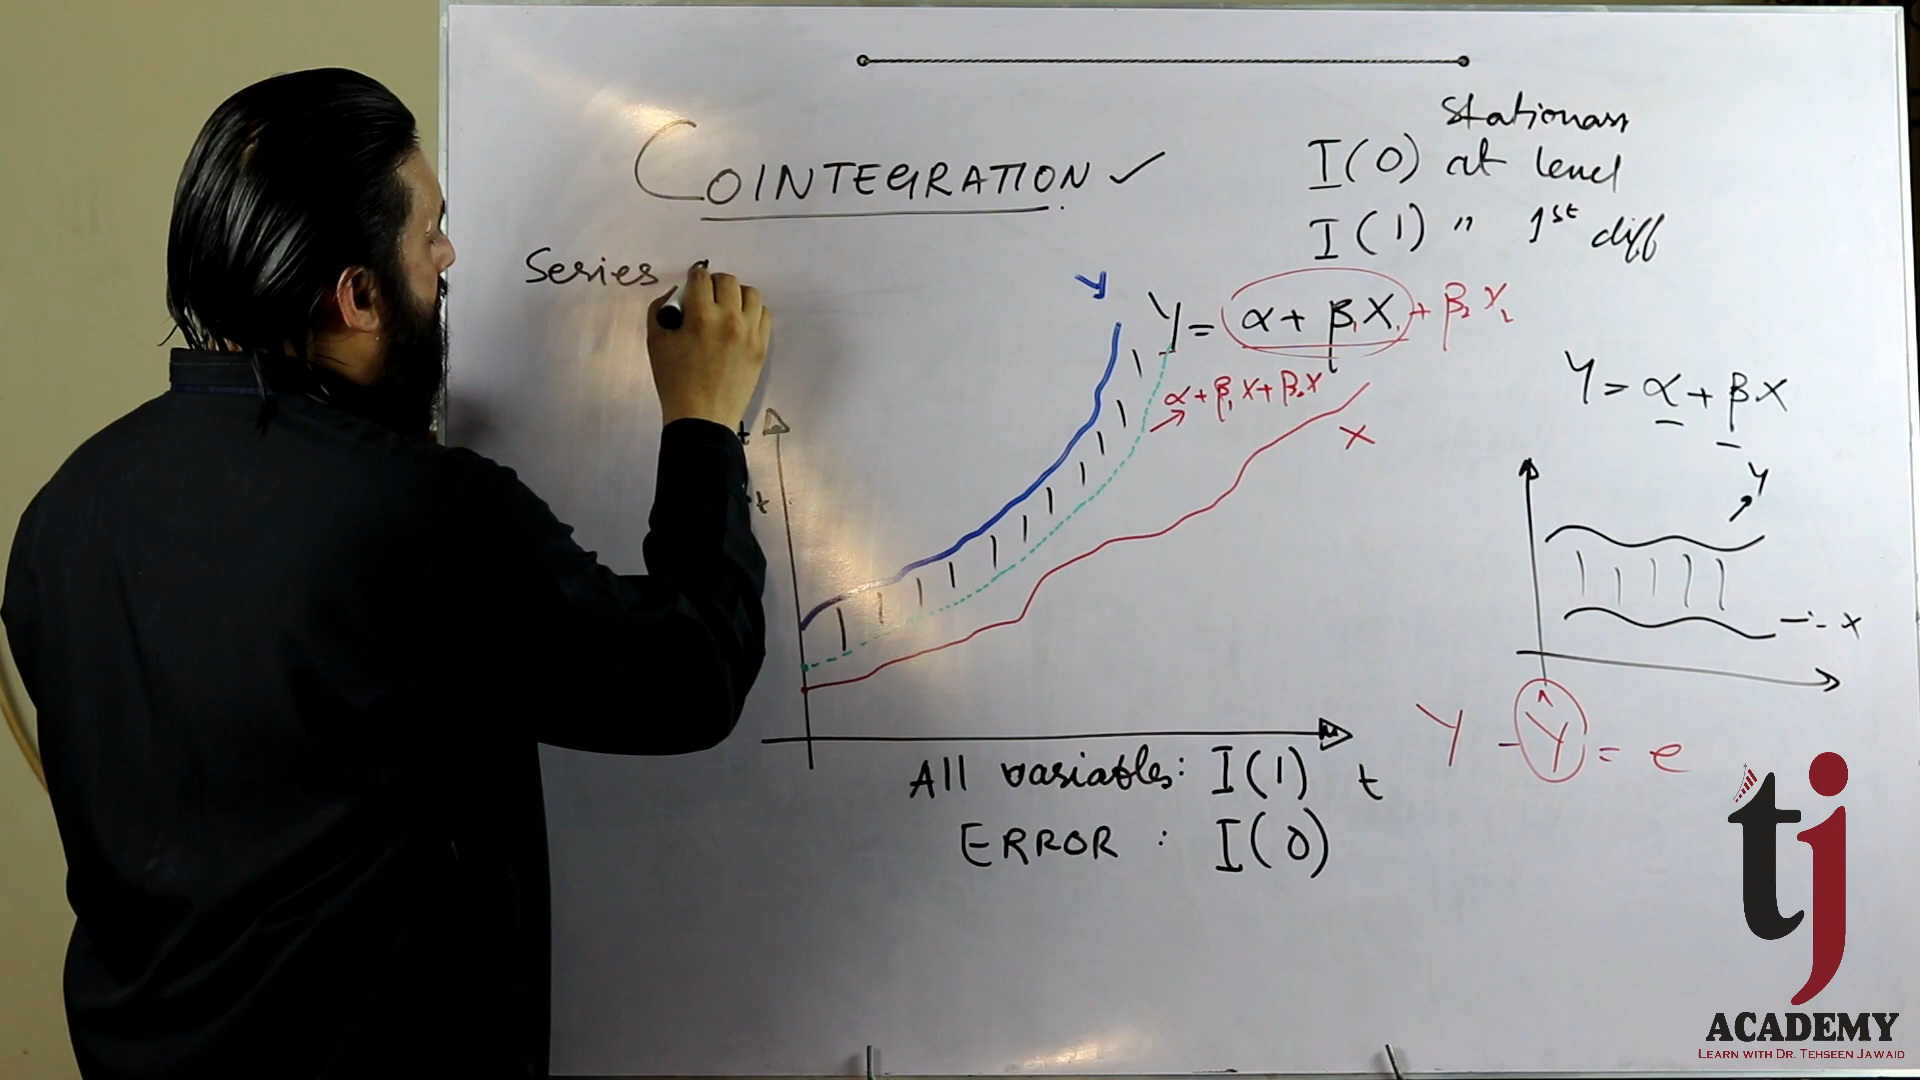 Stationary
COINTEGRATION ✓
I(0) at level
I(1) " 1st diff
Series
Y
Y = α + β₁X₁ + β₂X₂
α + β₁X + β₂X
Y = α + βX
X
t
t
Y
X
Y - Ŷ = e
All variables: I(1)
t
ERROR : I(0)
tj
ACADEMY
LEARN WITH DR. TEHSEEN JAWAID